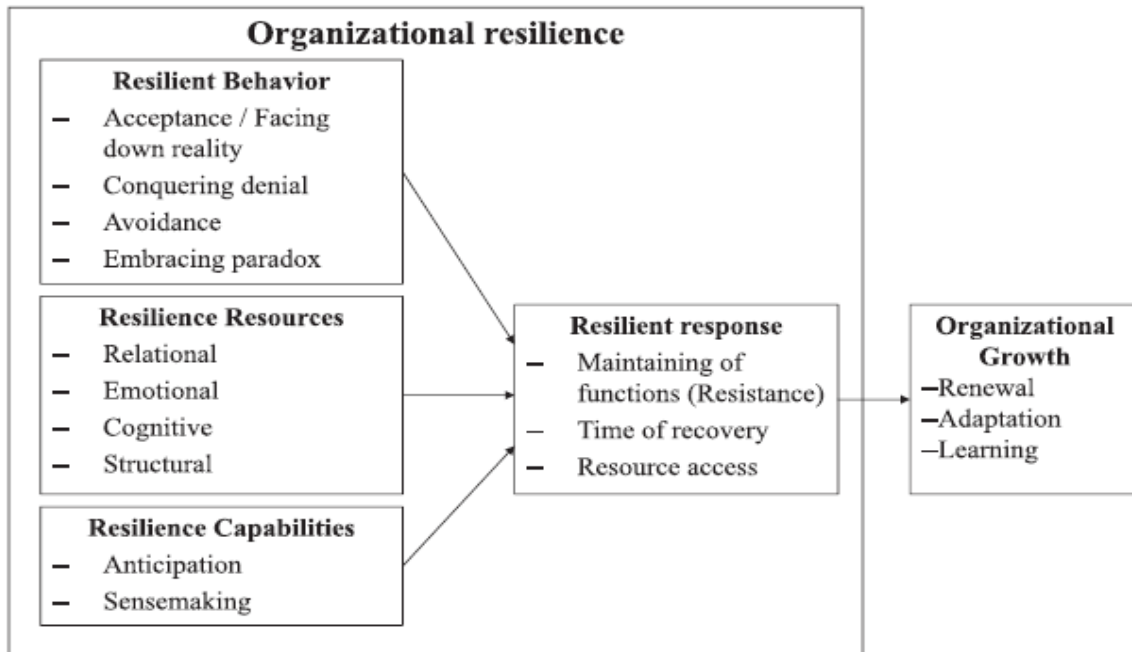 Organizational resilience
Resilient Behavior
– Acceptance / Facing
down reality
– Conquering denial
– Avoidance
– Embracing paradox
Resilience Resources
– Relational
– Emotional
– Cognitive
– Structural
Resilience Capabilities
– Anticipation
– Sensemaking
Resilient response
– Maintaining of
functions (Resistance)
– Time of recovery
– Resource access
Organizational
Growth
–Renewal
–Adaptation
–Learning